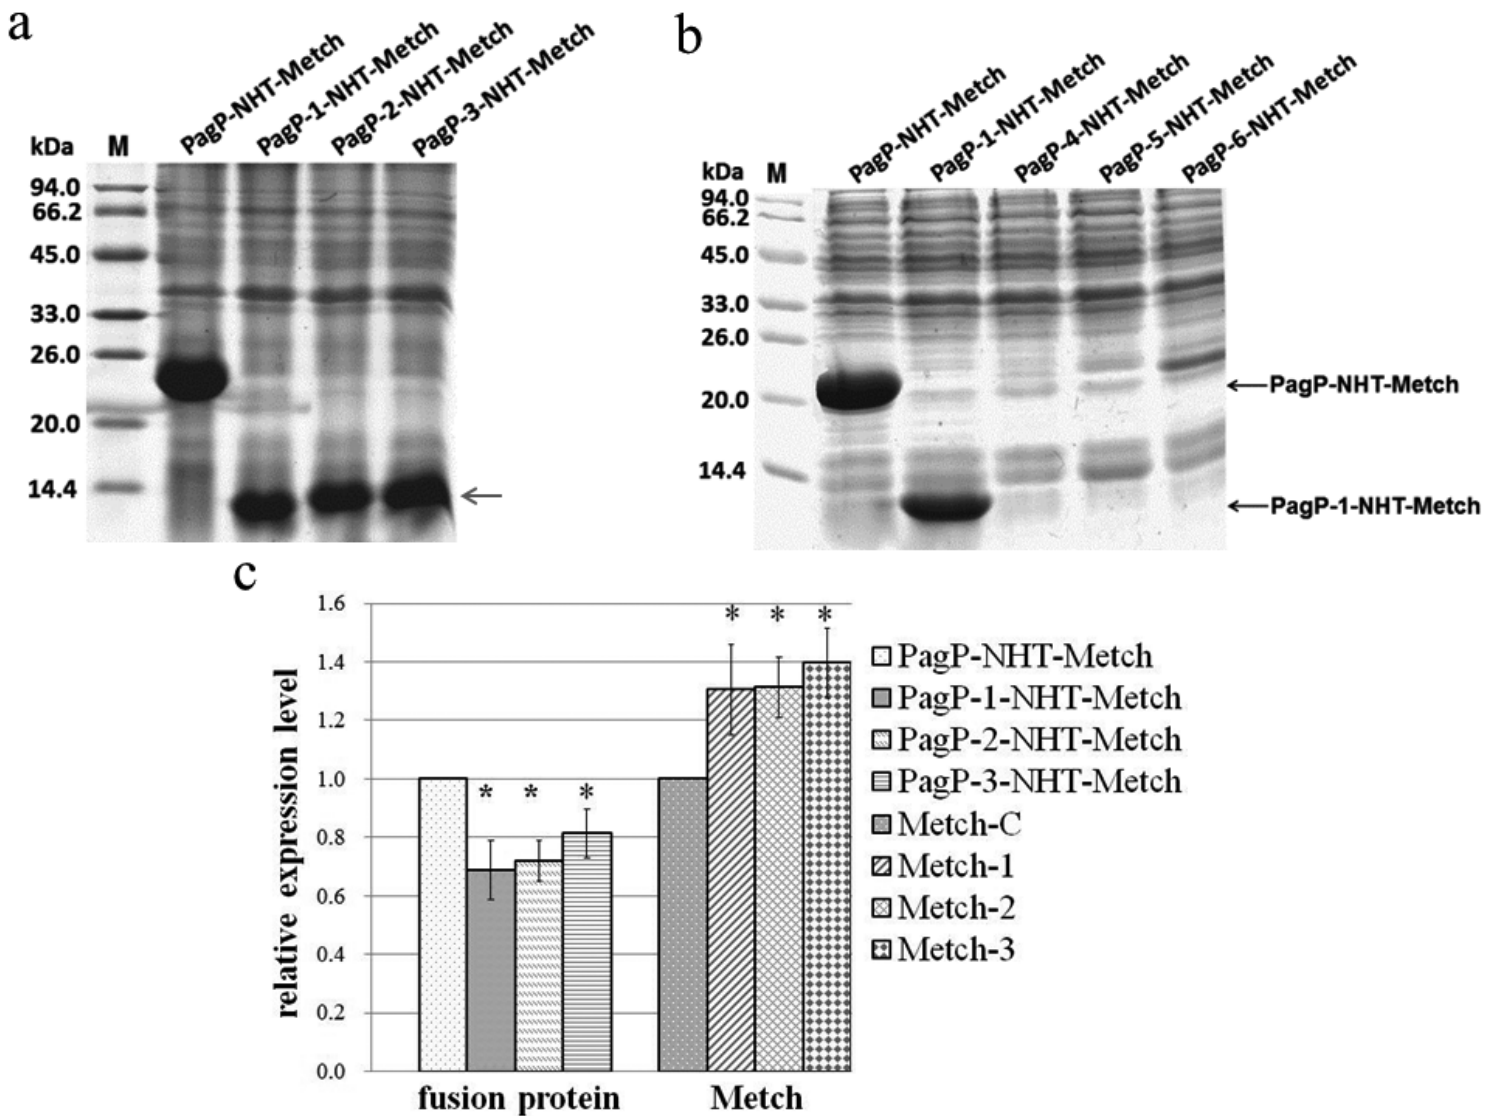 a
PagP-NHT-Metch
PagP-1-NHT-Metch
PagP-2-NHT-Metch
PagP-3-NHT-Metch
kDa M
94.0
66.2
45.0
33.0
26.0
20.0
14.4
b
PagP-NHT-Metch
PagP-1-NHT-Metch
PagP-4-NHT-Metch
PagP-5-NHT-Metch
PagP-6-NHT-Metch
kDa M
94.0
66.2
45.0
33.0
26.0
20.0
14.4
PagP-NHT-Metch
PagP-1-NHT-Metch
c
relative expression level
1.6
1.4
1.2
1.0
0.8
0.6
0.4
0.2
0.0
* * *
* * *
fusion protein Metch
PagP-NHT-Metch
PagP-1-NHT-Metch
PagP-2-NHT-Metch
PagP-3-NHT-Metch
Metch-C
Metch-1
Metch-2
Metch-3